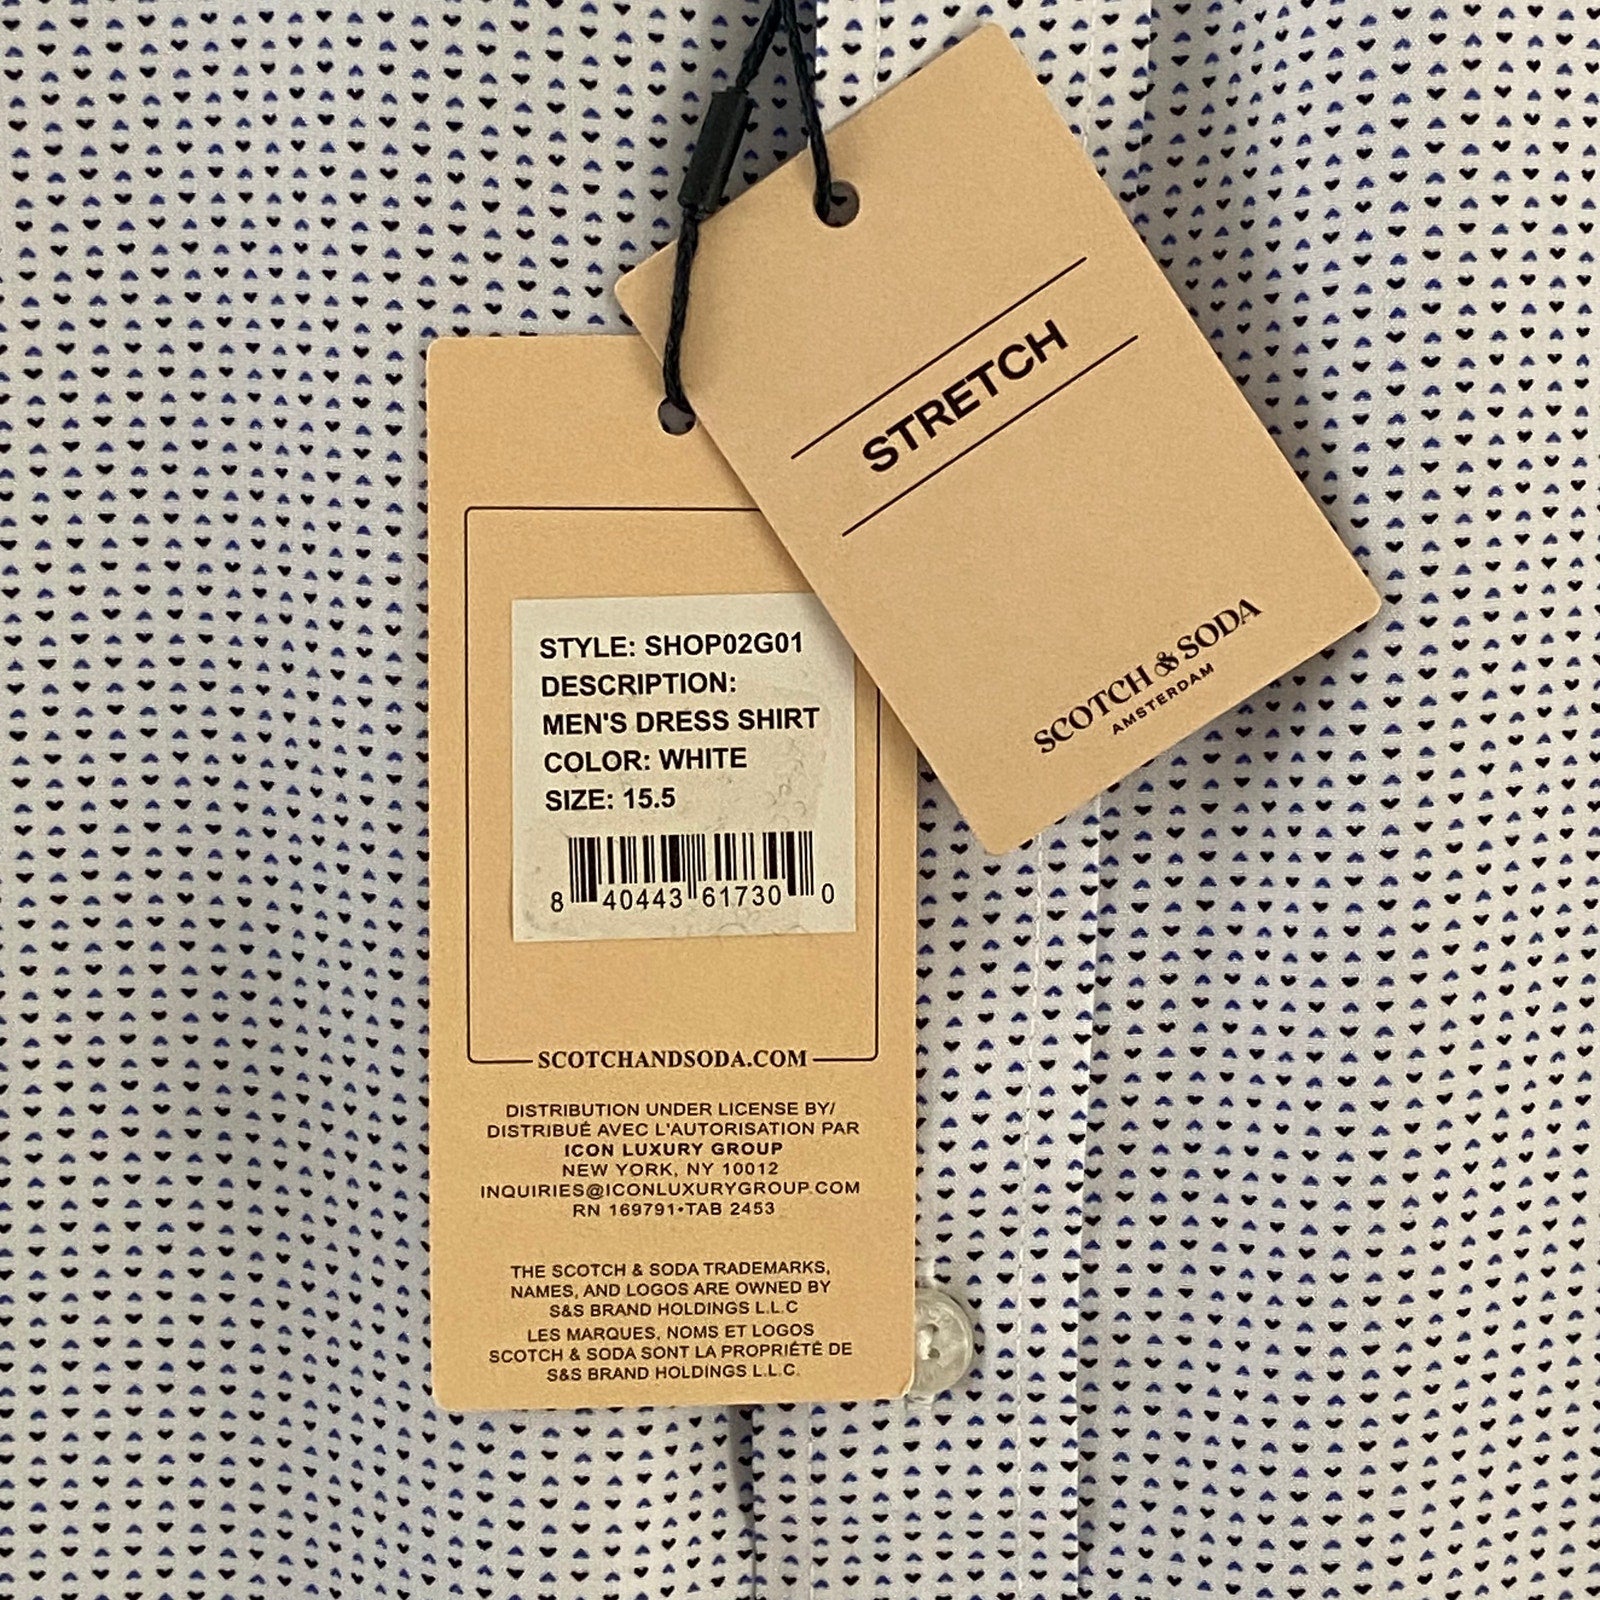 STRETCH
SCOTCH & SODA
AMSTERDAM
STYLE: SHOP02G01
DESCRIPTION:
MEN'S DRESS SHIRT
COLOR: WHITE
SIZE: 15.5
8 40443 61730 0
SCOTCHANDSODA.COM
DISTRIBUTION UNDER LICENSE BY/
DISTRIBUÉ AVEC L'AUTORISATION PAR
ICON LUXURY GROUP
NEW YORK, NY 10012
INQUIRIES@ICONLUXURYGROUP.COM
RN 169791•TAB 2453
THE SCOTCH & SODA TRADEMARKS,
NAMES, AND LOGOS ARE OWNED BY
S&S BRAND HOLDINGS L.L.C
LES MARQUES, NOMS ET LOGOS
SCOTCH & SODA SONT LA PROPRIÉTÉ DE
S&S BRAND HOLDINGS L.L.C.